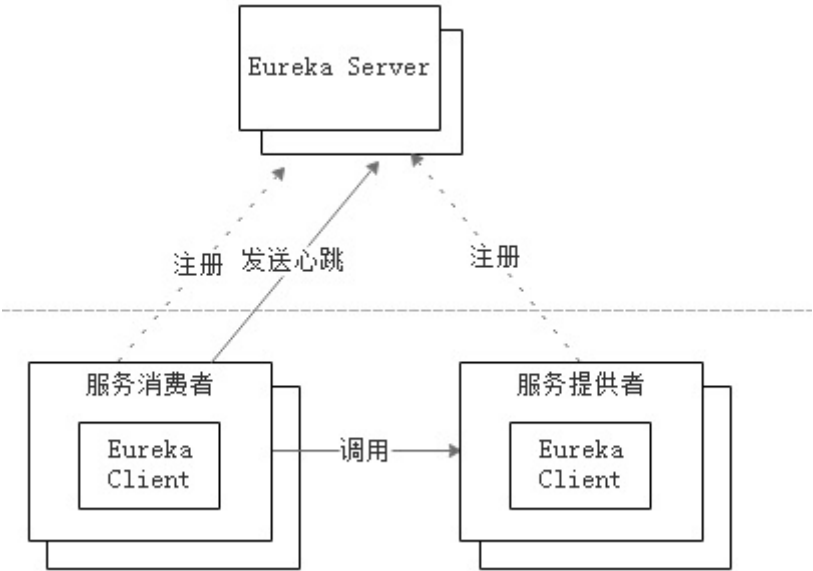 Eureka Server
注册
发送心跳
注册
服务消费者
服务提供者
Eureka
Client
调用
Eureka
Client